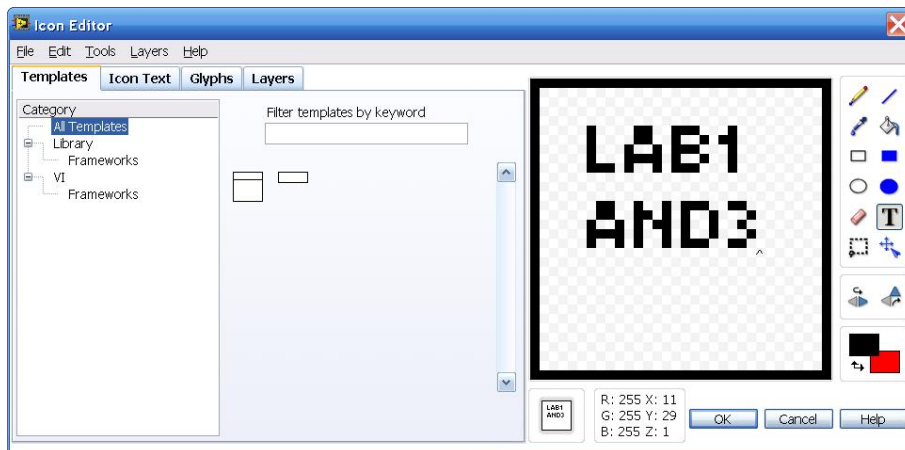 Icon Editor
File Edit Tools Layers Help
Templates Icon Text Glyphs Layers
Category
All Templates
Library
Frameworks
VI
Frameworks
Filter templates by keyword
LAB1
AND3
T
LAB1
AND3
R: 255 X: 11
G: 255 Y: 29
B: 255 Z: 1
OK Cancel Help